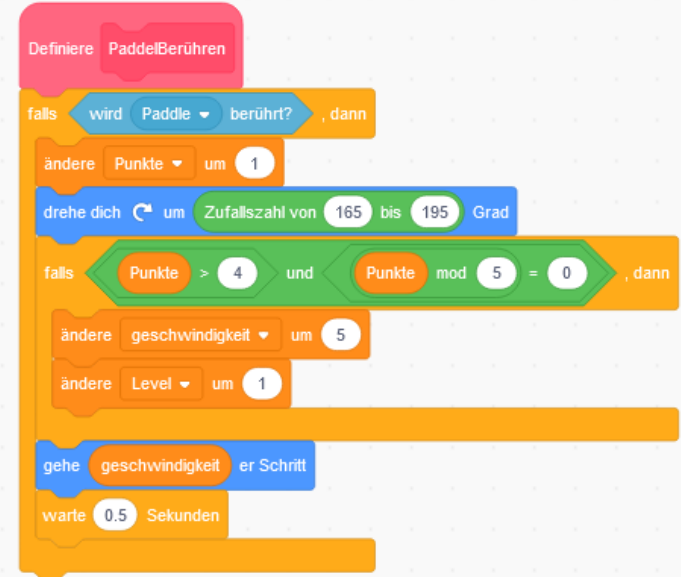 Definiere PaddelBerühren
falls wird Paddle berührt? , dann
ändere Punkte um 1
drehe dich um Zufallszahl von 165 bis 195 Grad
falls Punkte > 4 und Punkte mod 5 = 0 , dann
ändere geschwindigkeit um 5
ändere Level um 1
gehe geschwindigkeit er Schritt
warte 0.5 Sekunden